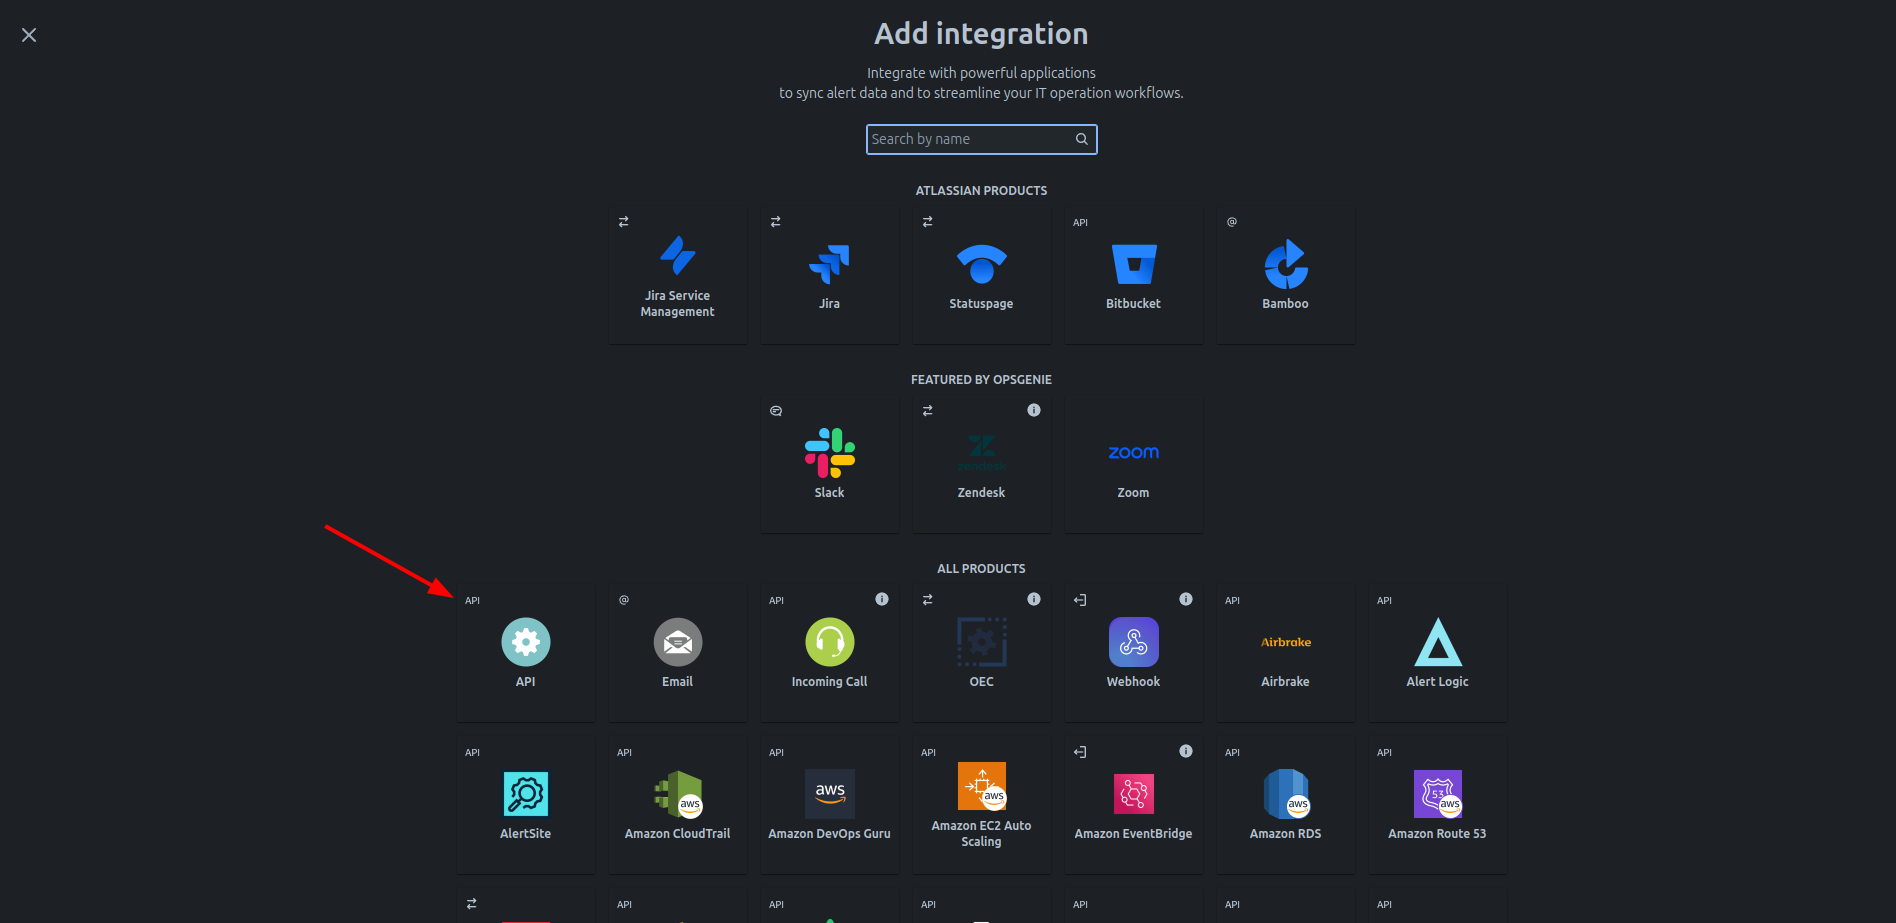 Add integration
Integrate with powerful applications
to sync alert data and to streamline your IT operation workflows.
Search by name
ATLASSIAN PRODUCTS
API
@
Jira Service
Management
Jira
Statuspage
Bitbucket
Bamboo
FEATURED BY OPSGENIE
i
zendesk
zoom
Slack
Zendesk
Zoom
ALL PRODUCTS
API
@
API
i
i
i
API
API
Airbrake
API
Email
Incoming Call
OEC
Webhook
Airbrake
Alert Logic
API
API
API
API
i
API
API
aws
aws
aws
aws
53
aws
AlertSite
Amazon CloudTrail
Amazon DevOps Guru
Amazon EC2 Auto
Scaling
Amazon EventBridge
Amazon RDS
Amazon Route 53
API
API
API
API
API
API